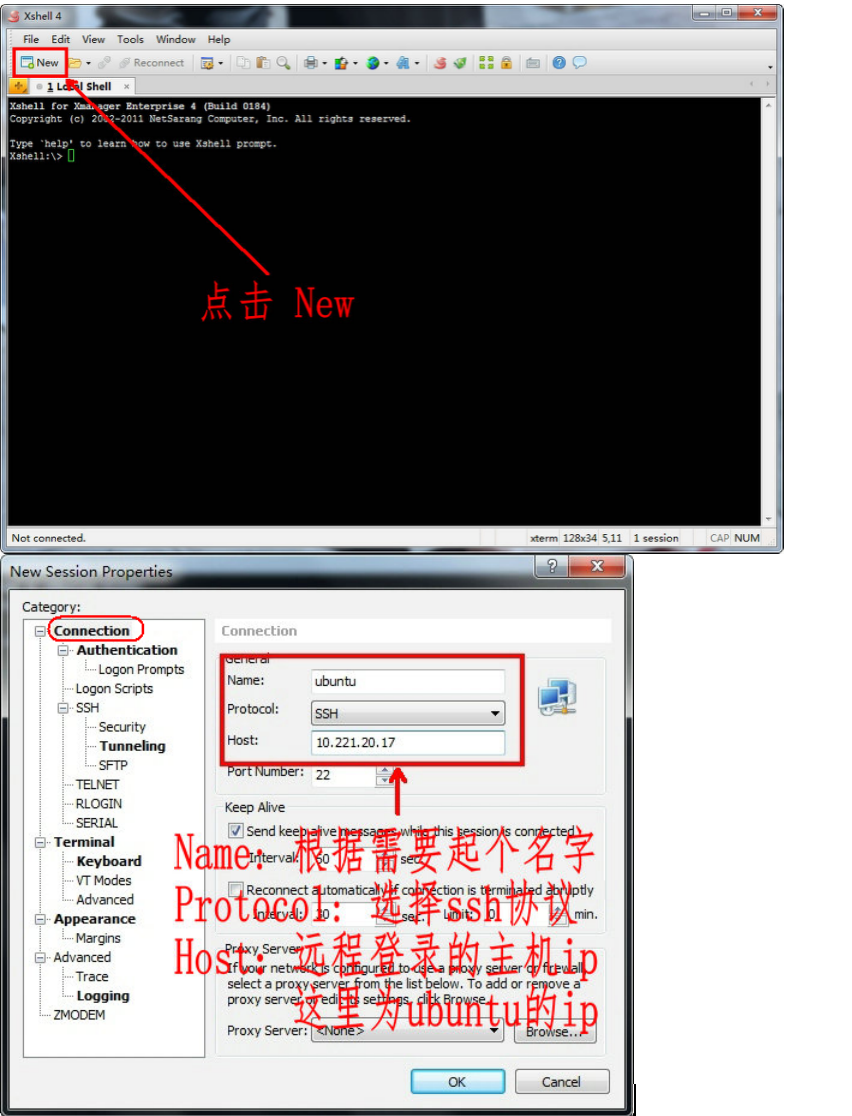 Xshell 4
File Edit View Tools Window Help
New Reconnect
1 Local Shell
Xshell for Xmanager Enterprise 4 (Build 0184)
Copyright (c) 2002-2011 NetSarang Computer, Inc. All rights reserved.
Type `help' to learn how to use Xshell prompt.
Xshell:\>
点击 New
Not connected.
xterm 128x34 5,11 1 session CAP NUM
New Session Properties
Category:
Connection
Authentication
Logon Prompts
Logon Scripts
SSH
Security
Tunneling
SFTP
TELNET
RLOGIN
SERIAL
Terminal
Keyboard
VT Modes
Advanced
Appearance
Margins
Advanced
Trace
Logging
ZMODEM
Connection
General
Name: ubuntu
Protocol: SSH
Host: 10.221.20.17
Port Number: 22
Keep Alive
Send keep alive messages while this session is connected
Interval: 60 sec.
Reconnect automatically if connection is terminated abruptly
Interval: 30 sec. Limit: 0 min.
Name: 根据需要起个名字
Protocol: 选择ssh协议
Host: 远程登录的主机ip
这里为ubuntu的ip
Proxy Server
If your network is configured to use a proxy server or firewall,
select a proxy server from the list below. To add or remove a
proxy server or edit its settings, click Browse.
Proxy Server: <None> Browse...
OK Cancel